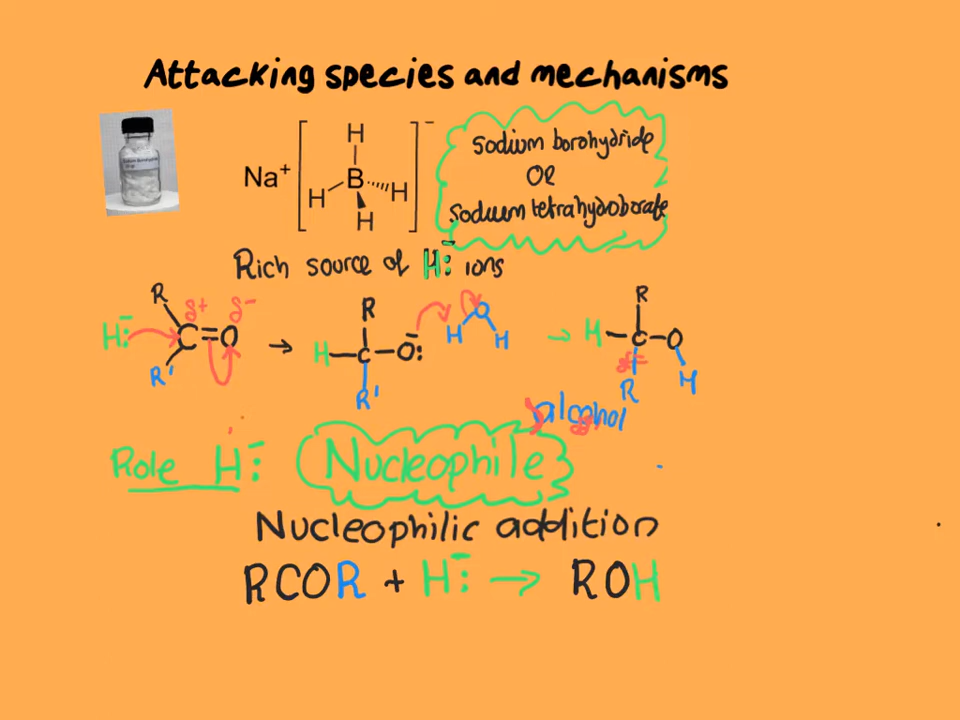 Attacking species and mechanisms
Na⁺ [ H H B H H ]⁻
Sodium borohydride
OR
Sodium tetrahydroborate
Rich source of H:⁻ ions
H:⁻ R C=O R' δ+ δ- → R H-C-O:⁻ R' H O H → R H-C-O R H
alcohol
Role H:⁻ Nucleophile
Nucleophilic addition
RCOR + H:⁻ → ROH